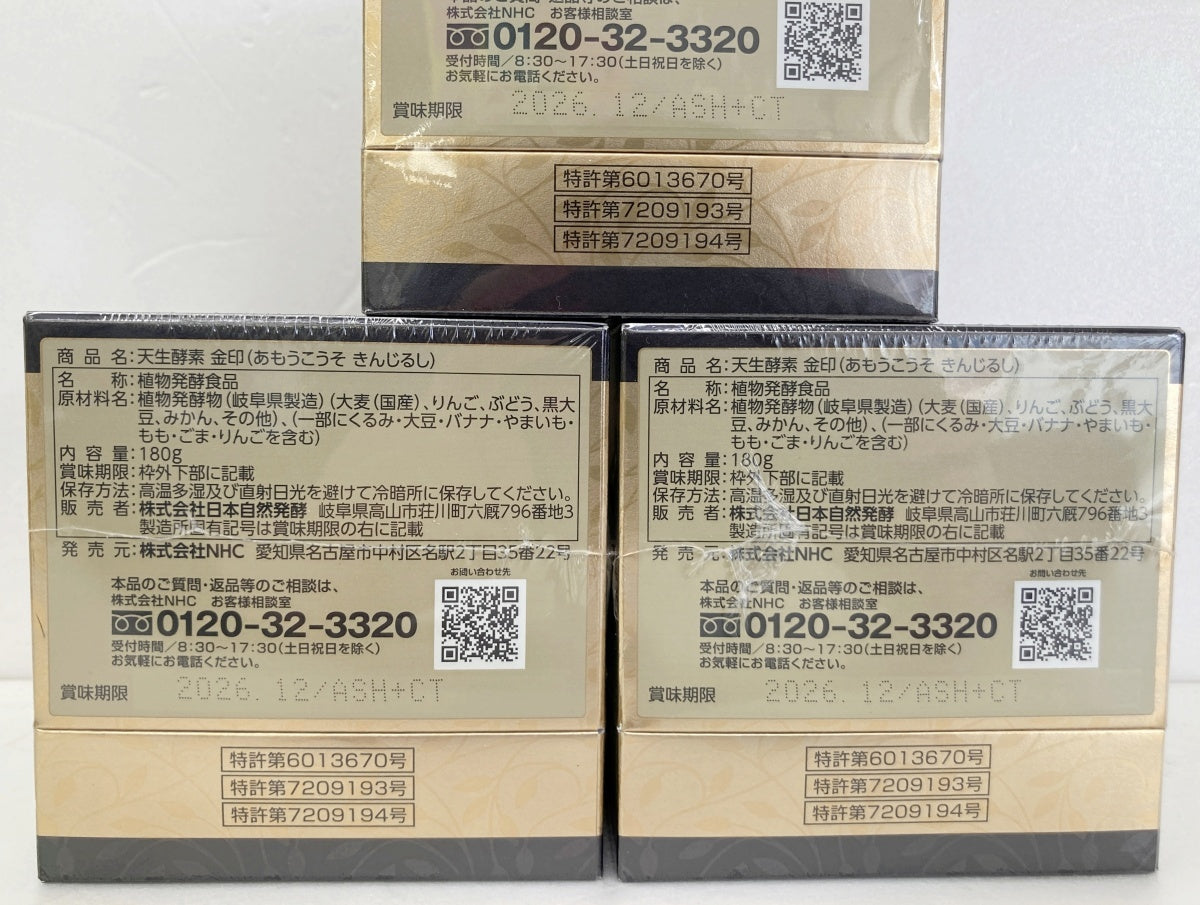 本品のご質問・返品等のご相談は、
株式会社NHC お客様相談室
0120-32-3320
受付時間／8:30〜17:30(土日祝日を除く)
お気軽にお電話ください。
賞味期限 2026.12/ASH+CT
特許第6013670号
特許第7209193号
特許第7209194号
商品名:天生酵素 金印(あもうこうそ きんじるし)
名称:植物発酵食品
原材料名:植物発酵物(岐阜県製造)(大麦(国産)、りんご、ぶどう、黒大
豆、みかん、その他)、(一部にくるみ・大豆・バナナ・やまいも・
もも・ごま・りんごを含む)
内容量:180g
賞味期限:枠外下部に記載
保存方法:高温多湿及び直射日光を避けて冷暗所に保存してください。
販売者:株式会社日本自然発酵 岐阜県高山市荘川町六厩796番地3
製造所固有記号は賞味期限の右に記載
発売元:株式会社NHC 愛知県名古屋市中村区名駅2丁目35番22号
お問い合わせ先
本品のご質問・返品等のご相談は、
株式会社NHC お客様相談室
0120-32-3320
受付時間／8:30〜17:30(土日祝日を除く)
お気軽にお電話ください。
賞味期限 2026.12/ASH+CT
特許第6013670号
特許第7209193号
特許第7209194号
商品名:天生酵素 金印(あもうこうそ きんじるし)
名称:植物発酵食品
原材料名:植物発酵物(岐阜県製造)(大麦(国産)、りんご、ぶどう、黒大
豆、みかん、その他)、(一部にくるみ・大豆・バナナ・やまいも・
もも・ごま・りんごを含む)
内容量:180g
賞味期限:枠外下部に記載
保存方法:高温多湿及び直射日光を避けて冷暗所に保存してください。
販売者:株式会社日本自然発酵 岐阜県高山市荘川町六厩796番地3
製造所固有記号は賞味期限の右に記載
発売元:株式会社NHC 愛知県名古屋市中村区名駅2丁目35番22号
お問い合わせ先
本品のご質問・返品等のご相談は、
株式会社NHC お客様相談室
0120-32-3320
受付時間／8:30〜17:30(土日祝日を除く)
お気軽にお電話ください。
賞味期限 2026.12/ASH+CT
特許第6013670号
特許第7209193号
特許第7209194号